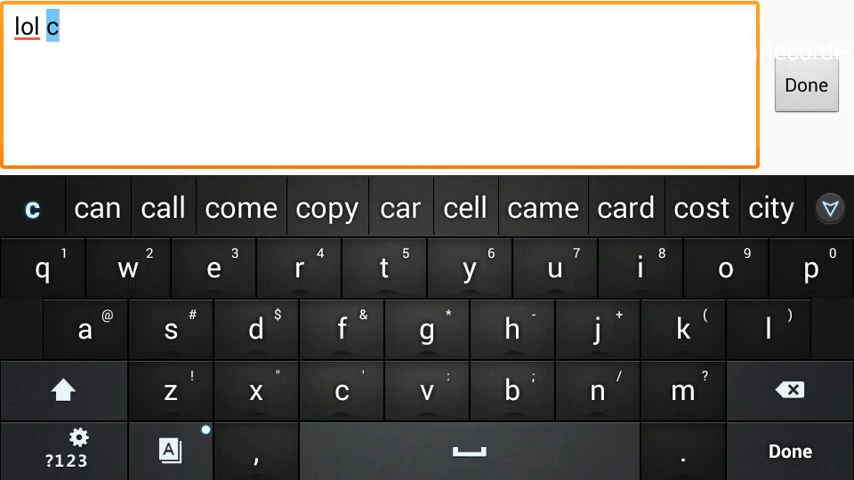 lol c
Recorder
Done
c can call come copy car cell came card cost city
q 1 w 2 e 3 r 4 t 5 y 6 u 7 i 8 o 9 p 0
a @ s # d $ f & g * h - j + k ( l )
z ! x " c ' v : b ; n / m ?
?123 A , . Done